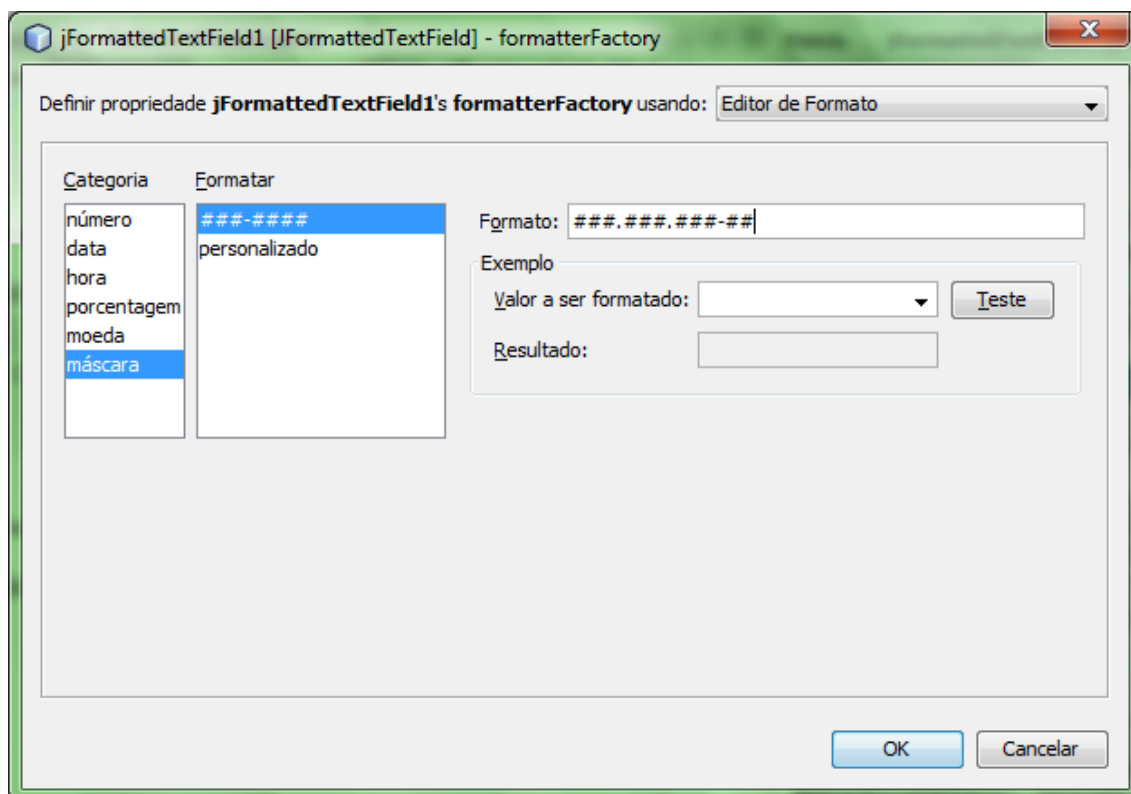 jFormattedTextField1 [JFormattedTextField] - formatterFactory
Definir propriedade jFormattedTextField1's formatterFactory usando: Editor de Formato
Categoria
número
data
hora
porcentagem
moeda
máscara
Formatar
###-####
personalizado
Formato: ###.###.###-##
Exemplo
Valor a ser formatado: Teste
Resultado:
OK Cancelar